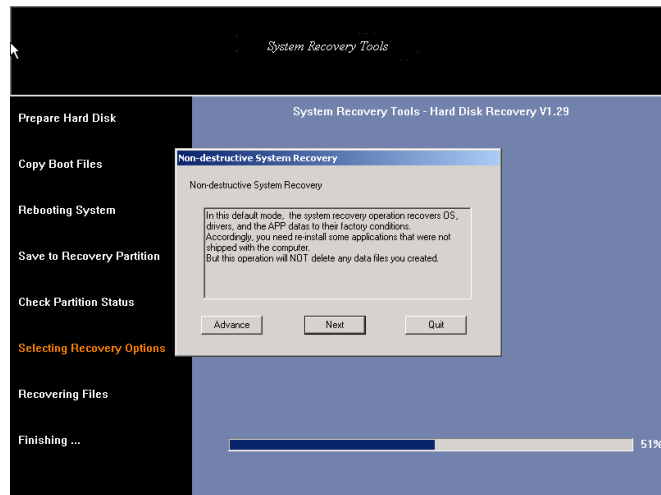 System Recovery Tools
System Recovery Tools - Hard Disk Recovery V1.29
Prepare Hard Disk
Copy Boot Files
Rebooting System
Save to Recovery Partition
Check Partition Status
Selecting Recovery Options
Recovering Files
Finishing ...
Non-destructive System Recovery
Non-destructive System Recovery
In this default mode,  the system recovery operation recovers OS,
drivers, and the APP datas to their factory conditions.
Accordingly, you need re-install some applications that were not
shipped with the computer.
But this operation will NOT delete any data files you created.
Advance
Next
Quit
51%